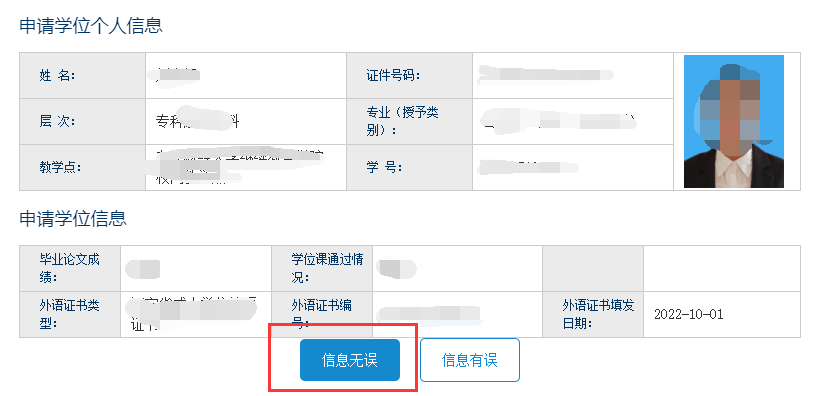 申请学位个人信息
姓 名：
证件号码：
层 次：
专科 科
专业（授予类
别）：
教学点：
学 号：
申请学位信息
毕业论文成
绩：
学位课通过情
况：
外语证书类
型：
证书
外语证书编
号：
外语证书填发
日期：
2022-10-01
信息无误
信息有误